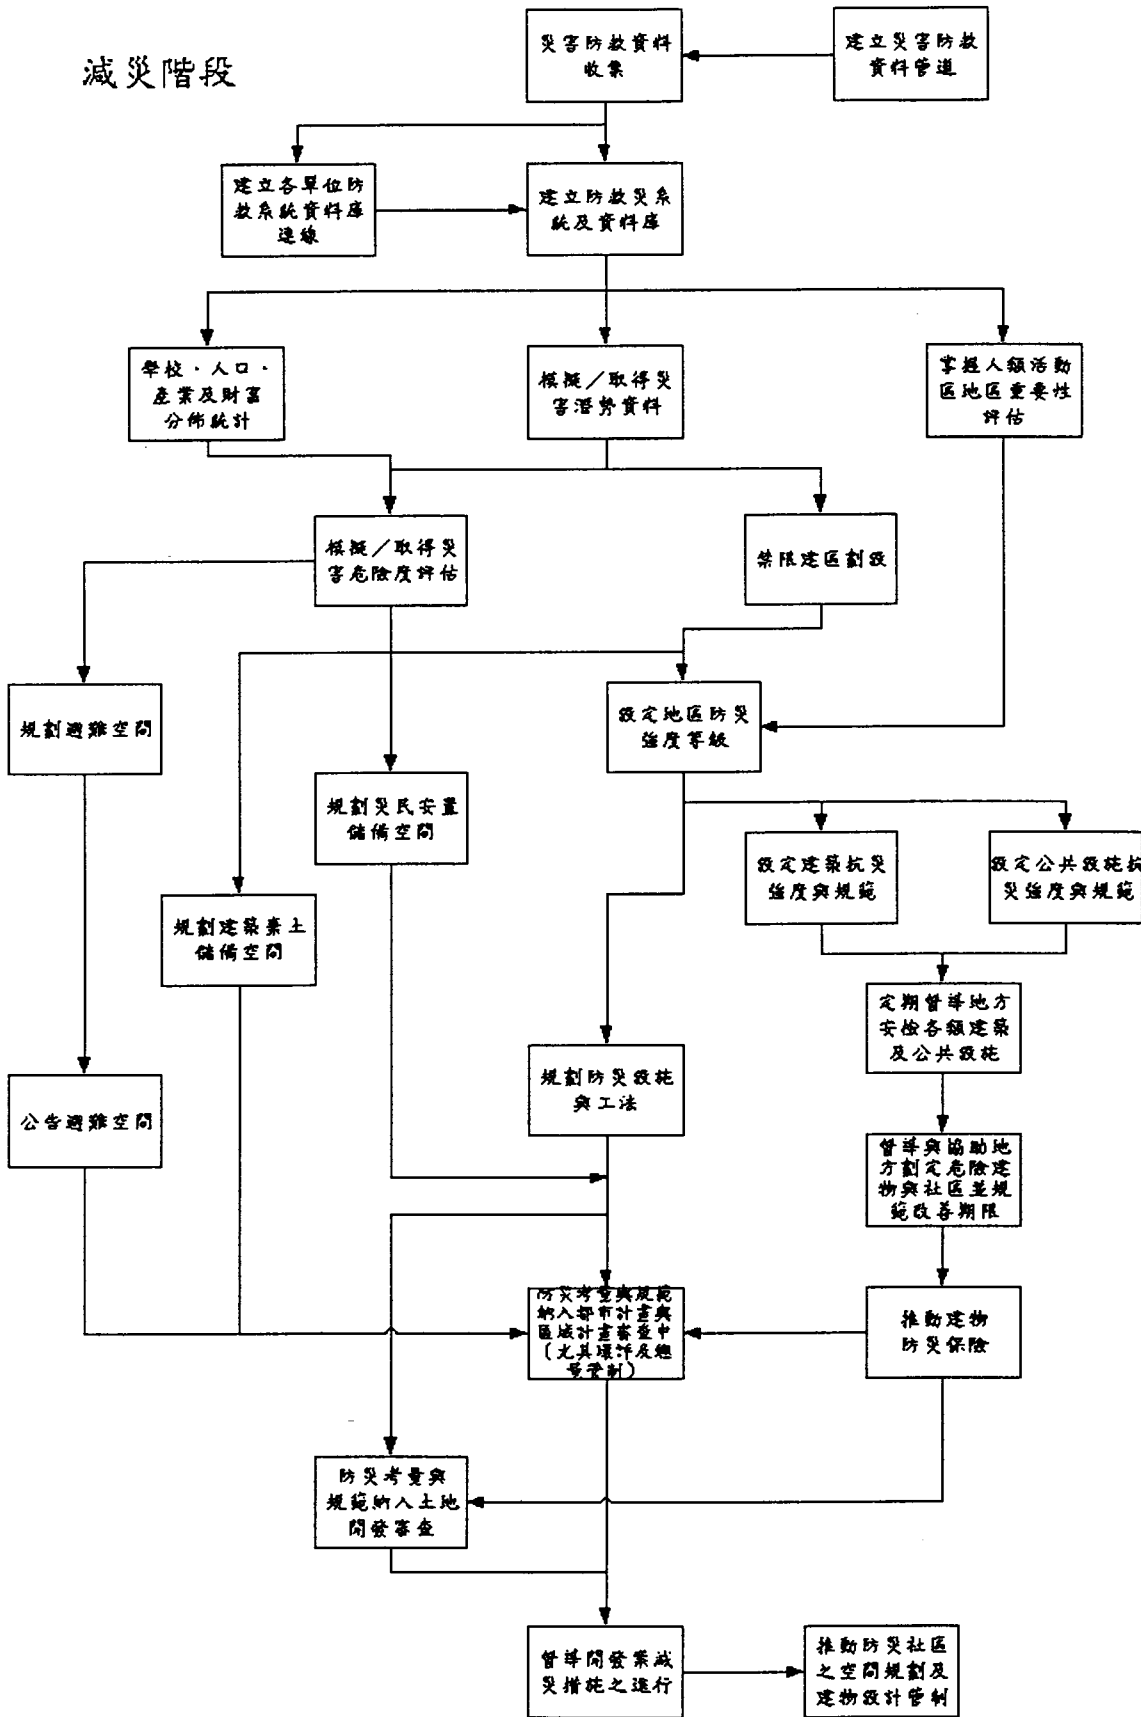 減災階段
災害防救資料
收集
建立災害防救
資料管道
建立各單位防
救系統資料庫
連線
建立防救災系
統及資料庫
學校、人口、
產業及財富
分佈統計
模擬／取得災
害潛勢資料
掌握人類活動
區地區重要性
評估
模擬／取得災
害危險度評估
禁限建區劃設
規劃避難空間
設定地區防災
強度等級
規劃災民安置
儲備空間
設定建築抗災
強度與規範
設定公共設施抗
災強度與規範
規劃建築棄土
儲備空間
定期督導地方
安檢各類建築
及公共設施
規劃防災設施
與工法
公告避難空間
督導與協助地
方劃定危險建
物與社區並規
範改善期限
防災考量與規範
納入都市計畫與
區域計畫審查中
(尤其環評及總
量管制)
推動建物
防災保險
防災考量與
規範納入土地
開發審查
督導開發案減
災措施之進行
推動防災社區
之空間規劃及
建物設計管制